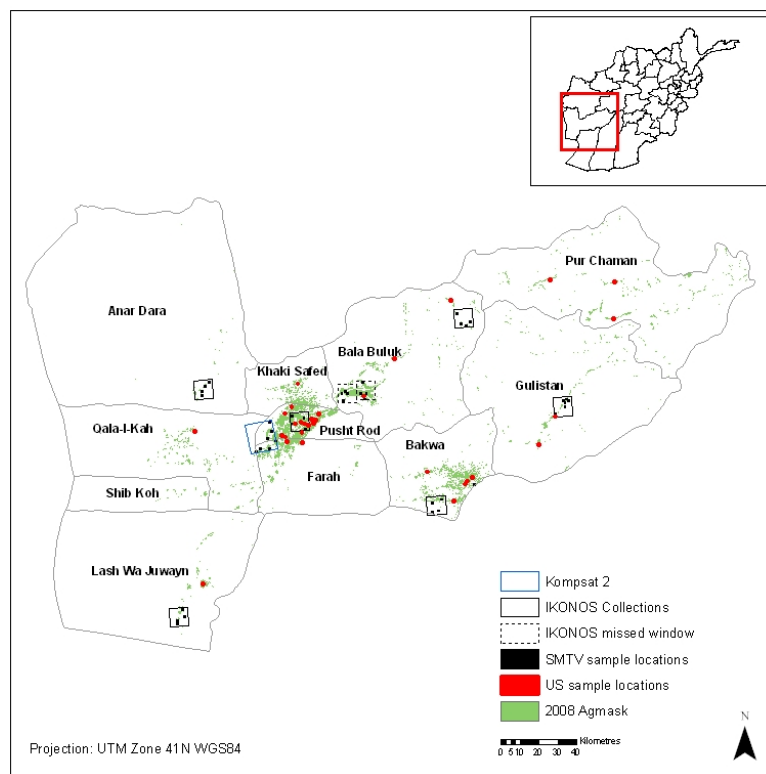 Pur Chaman
Anar Dara
Bala Buluk
Khaki Safed
Gulistan
Qala-I-Kah
Pusht Rod
Bakwa
Farah
Shib Koh
Lash Wa Juwayn
Kompsat 2
IKONOS Collections
IKONOS missed window
SMTV sample locations
US sample locations
2008 Agmask
N
Kilometres
0 5 10 20 30 40
Projection: UTM Zone 41N WGS84